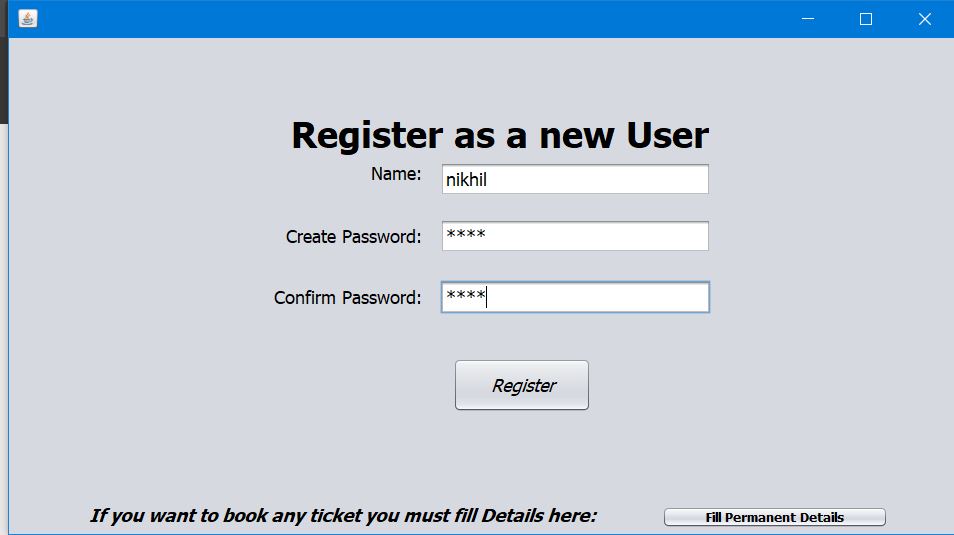 Register as a new User
Name: nikhil
Create Password: ****
Confirm Password: ****
Register
If you want to book any ticket you must fill Details here: Fill Permanent Details